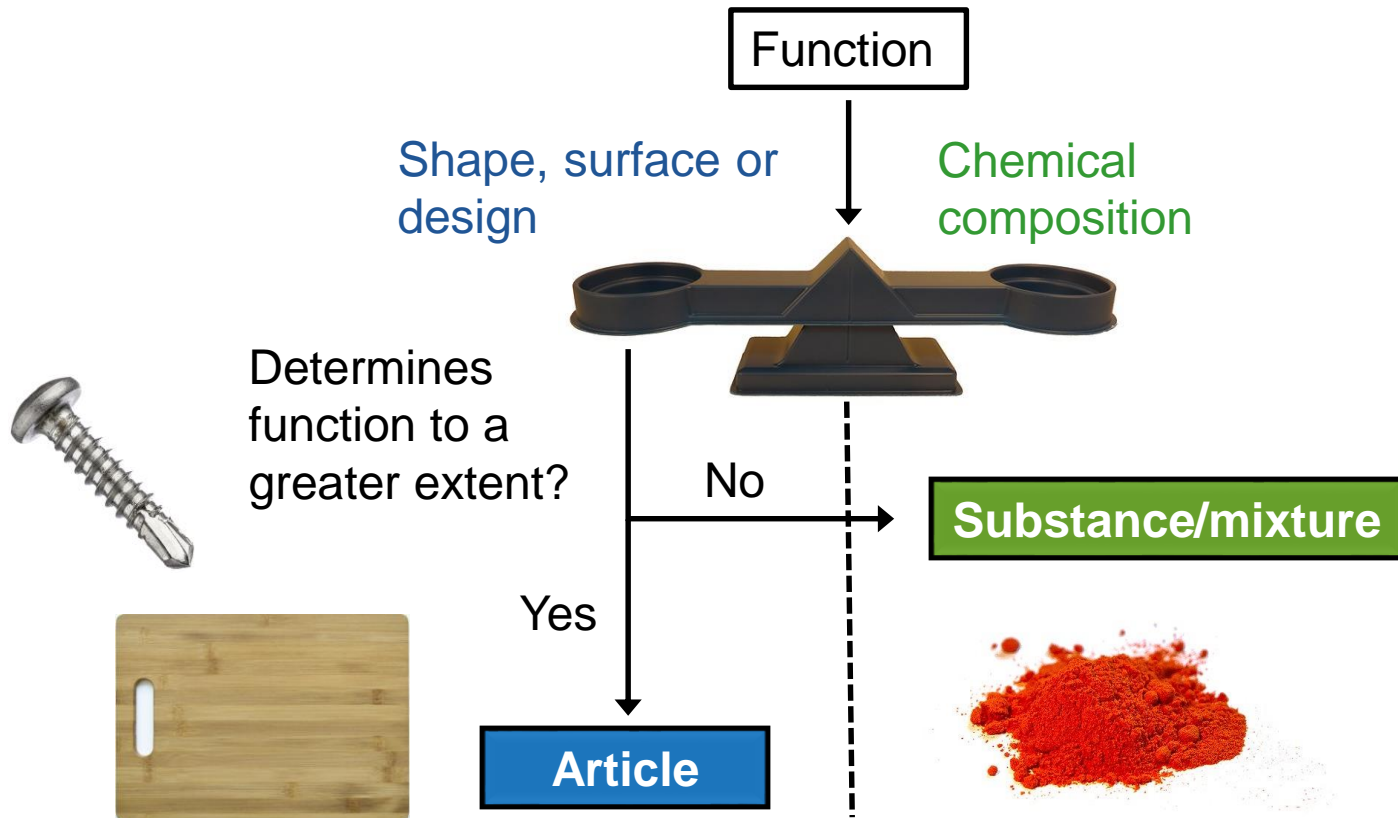 Function
Shape, surface or
design
Chemical
composition
Determines
function to a
greater extent?
No
Substance/mixture
Yes
Article